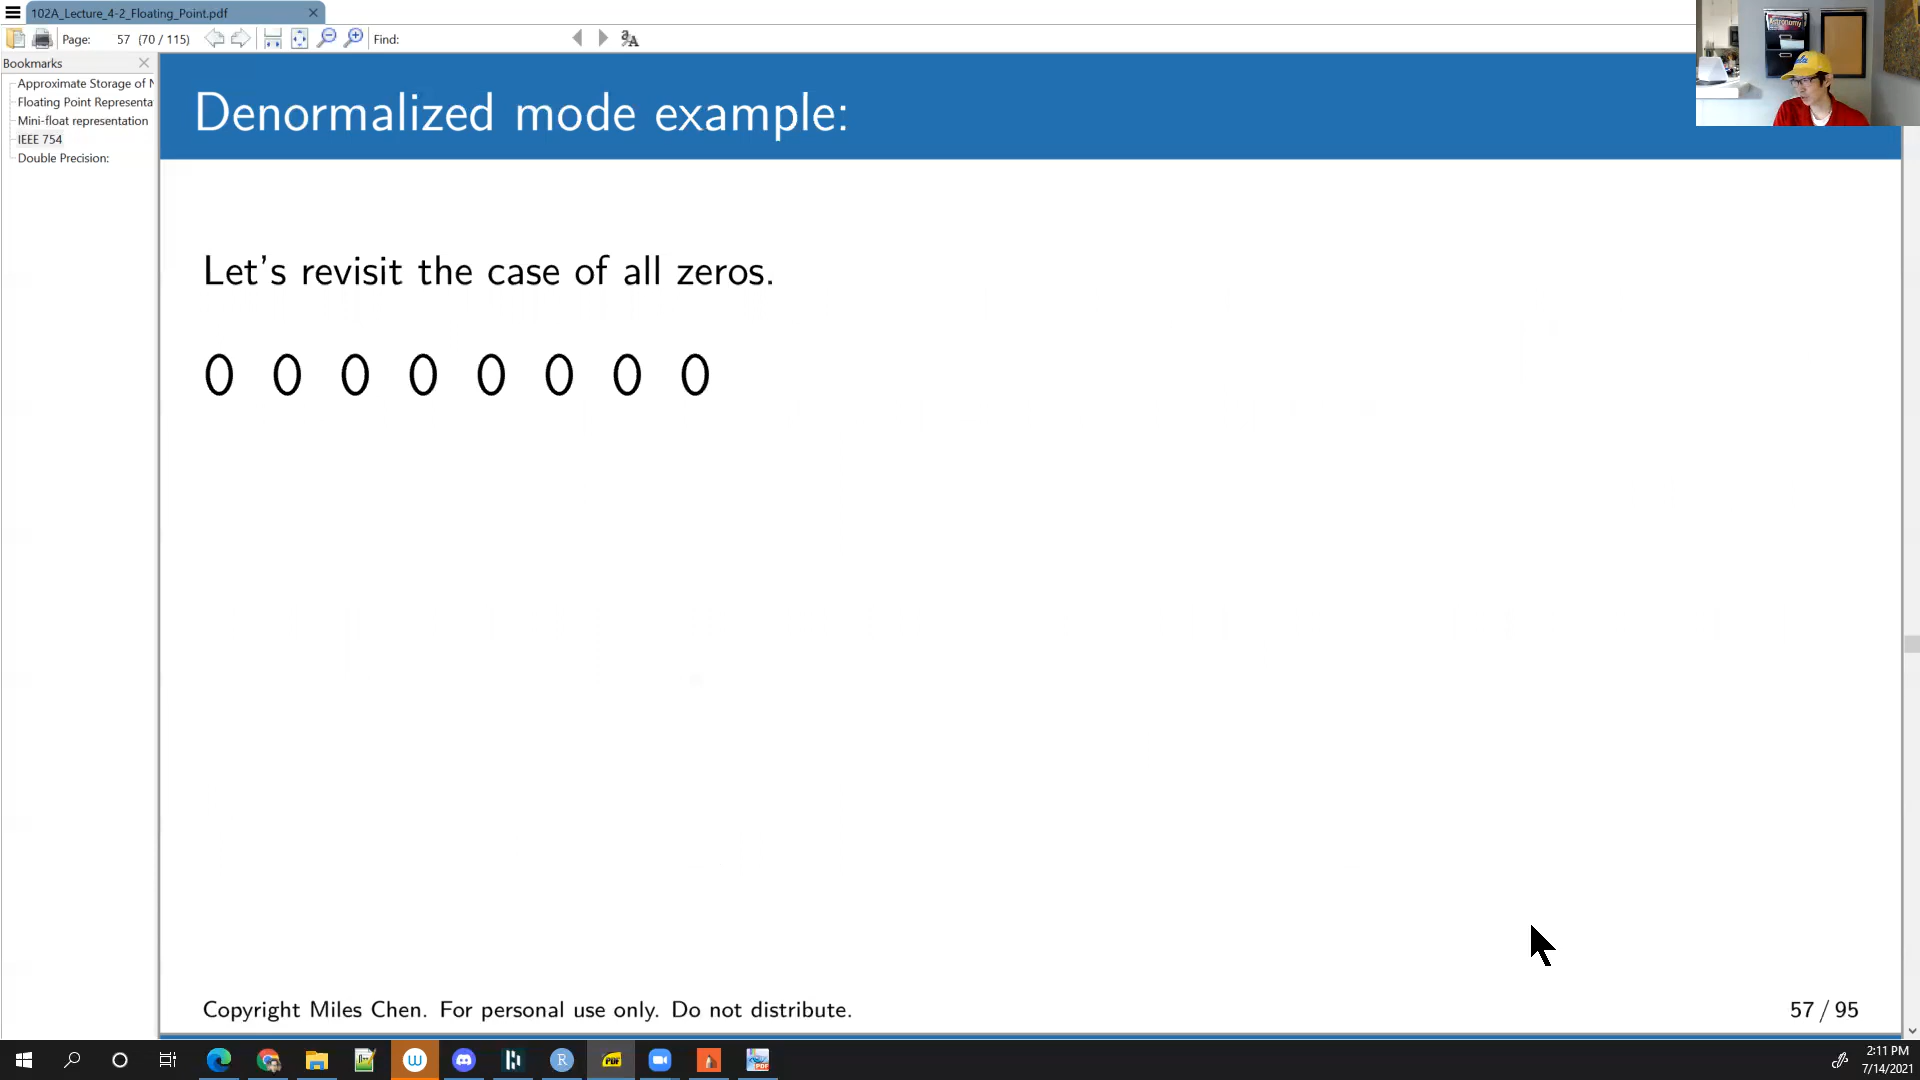 102A_Lecture_4-2_Floating_Point.pdf
Page: 57 (70 / 115) Find:
Bookmarks
Approximate Storage of N
Floating Point Representa
Mini-float representation
IEEE 754
Double Precision:
Denormalized mode example:
Let's revisit the case of all zeros.
0 0 0 0 0 0 0 0
Copyright Miles Chen. For personal use only. Do not distribute.
57 / 95
2:11 PM
7/14/2021